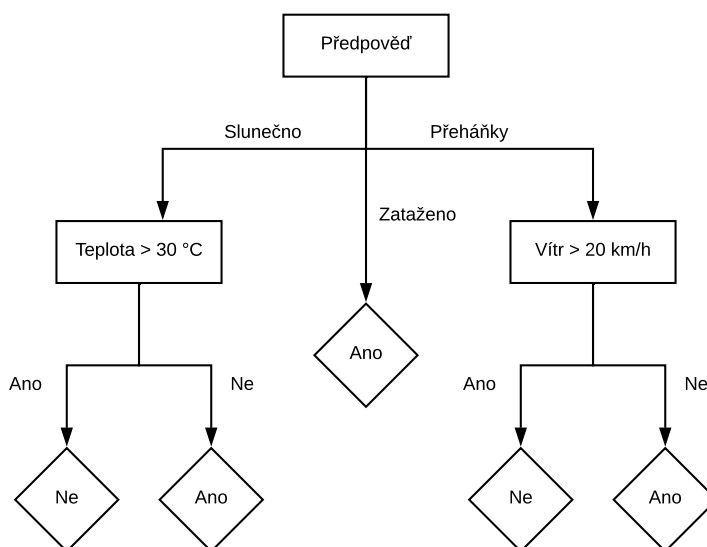 Předpověď
Slunečno
Přeháňky
Zataženo
Teplota > 30 °C
Vítr > 20 km/h
Ano
Ano
Ne
Ano
Ne
Ne
Ano
Ne
Ano